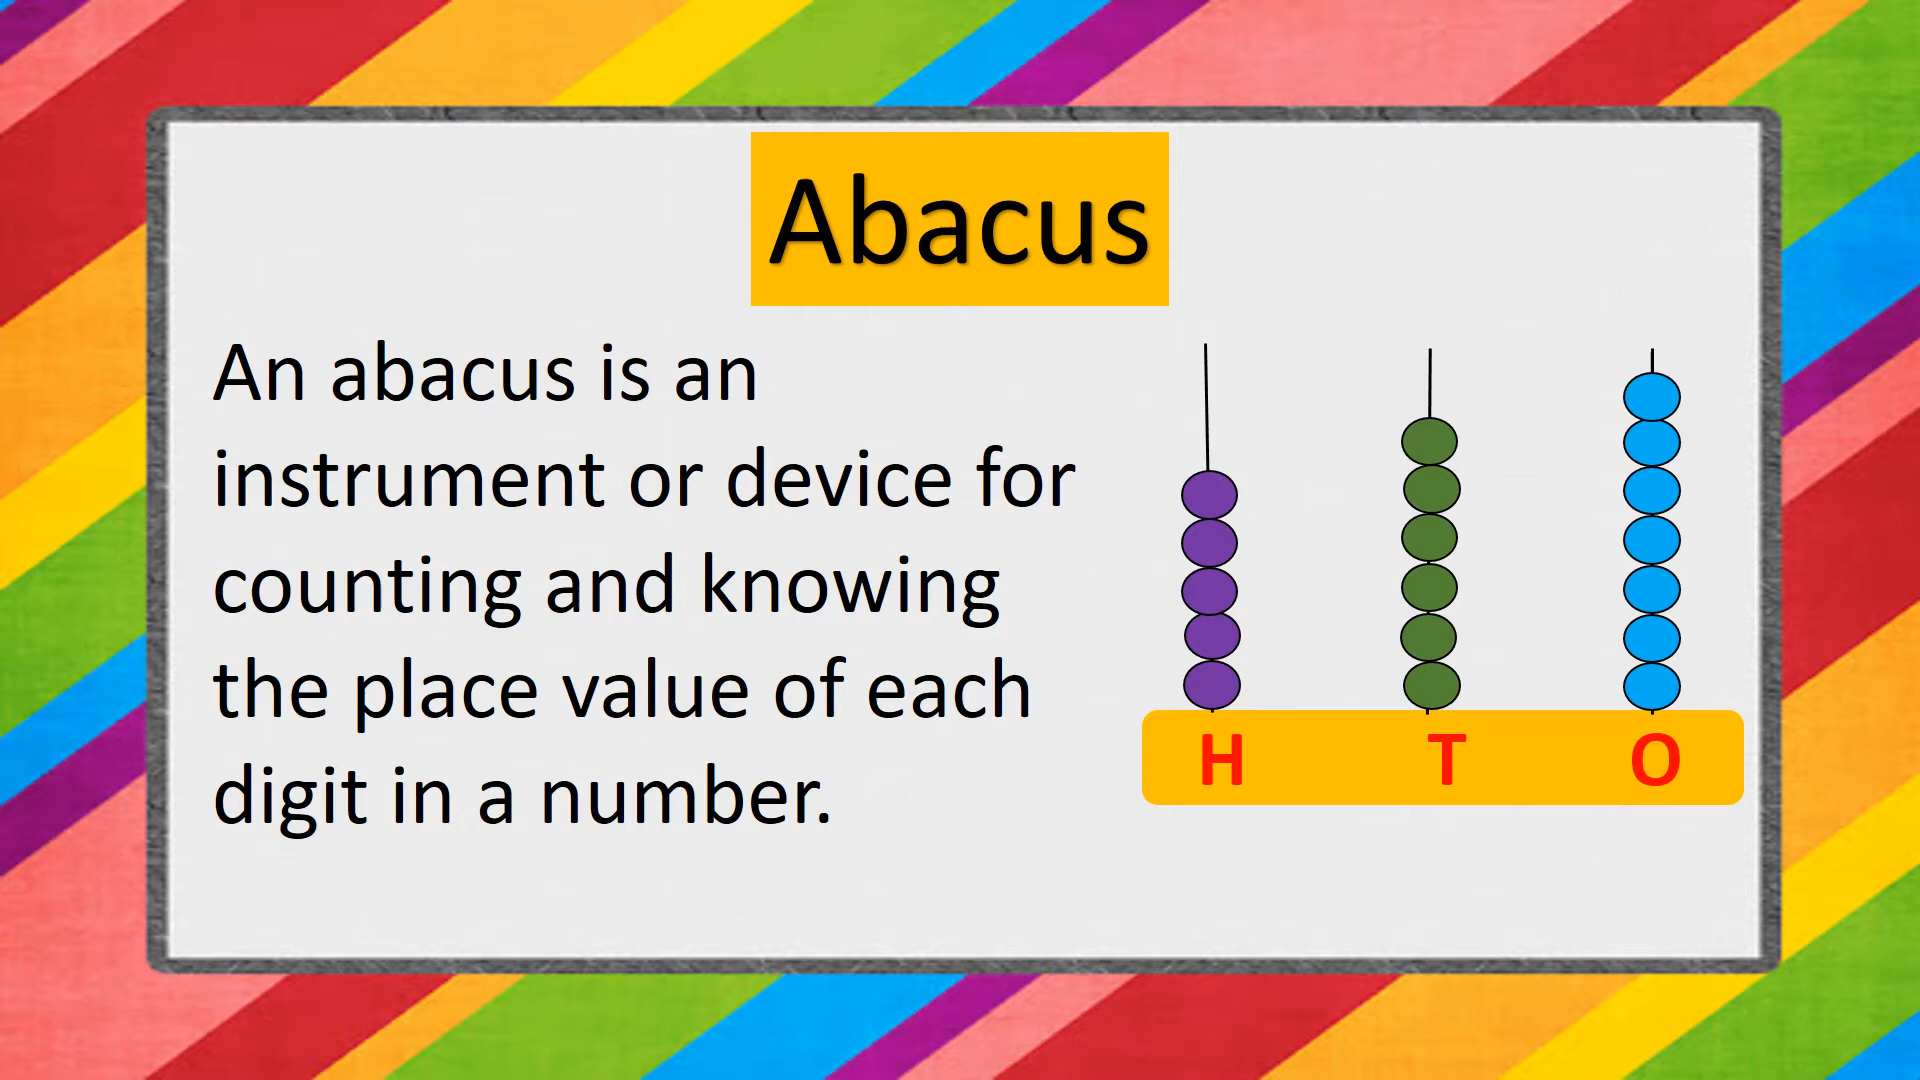 Abacus
An abacus is an
instrument or device for
counting and knowing
the place value of each
digit in a number.
H T O